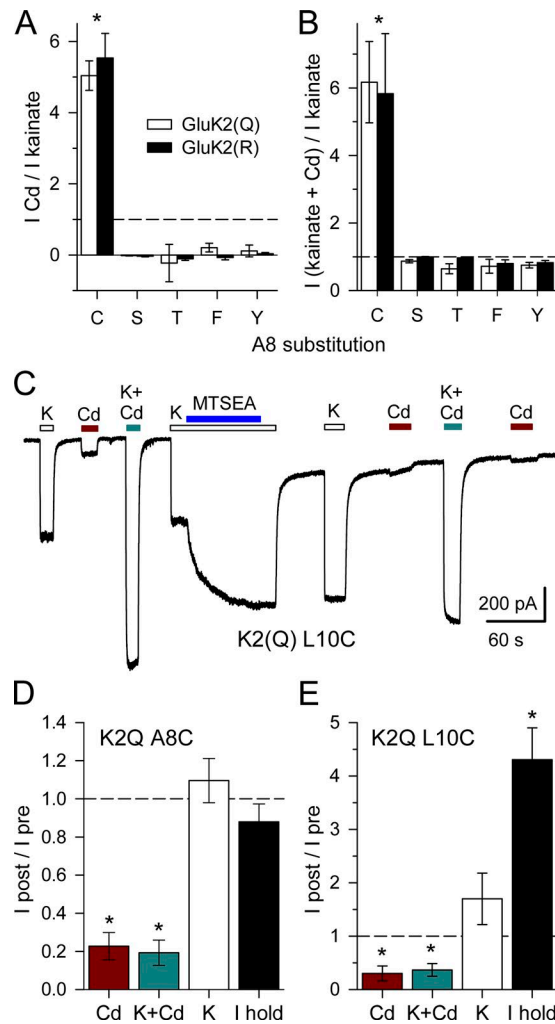 A
*
6
4
2
0
I Cd / I kainate
GluK2(Q)
GluK2(R)
C S T F Y
B
*
6
4
2
0
I (kainate + Cd) / I kainate
C S T F Y
A8 substitution
C
K Cd K+ Cd K MTSEA K Cd K+ Cd Cd
200 pA
60 s
K2(Q) L10C
D
K2Q A8C
1.4
1.2
1.0
0.8
0.6
0.4
0.2
0.0
I post / I pre
* *
Cd K+Cd K I hold
E
K2Q L10C
5
4
3
2
1
0
I post / I pre
* * *
Cd K+Cd K I hold